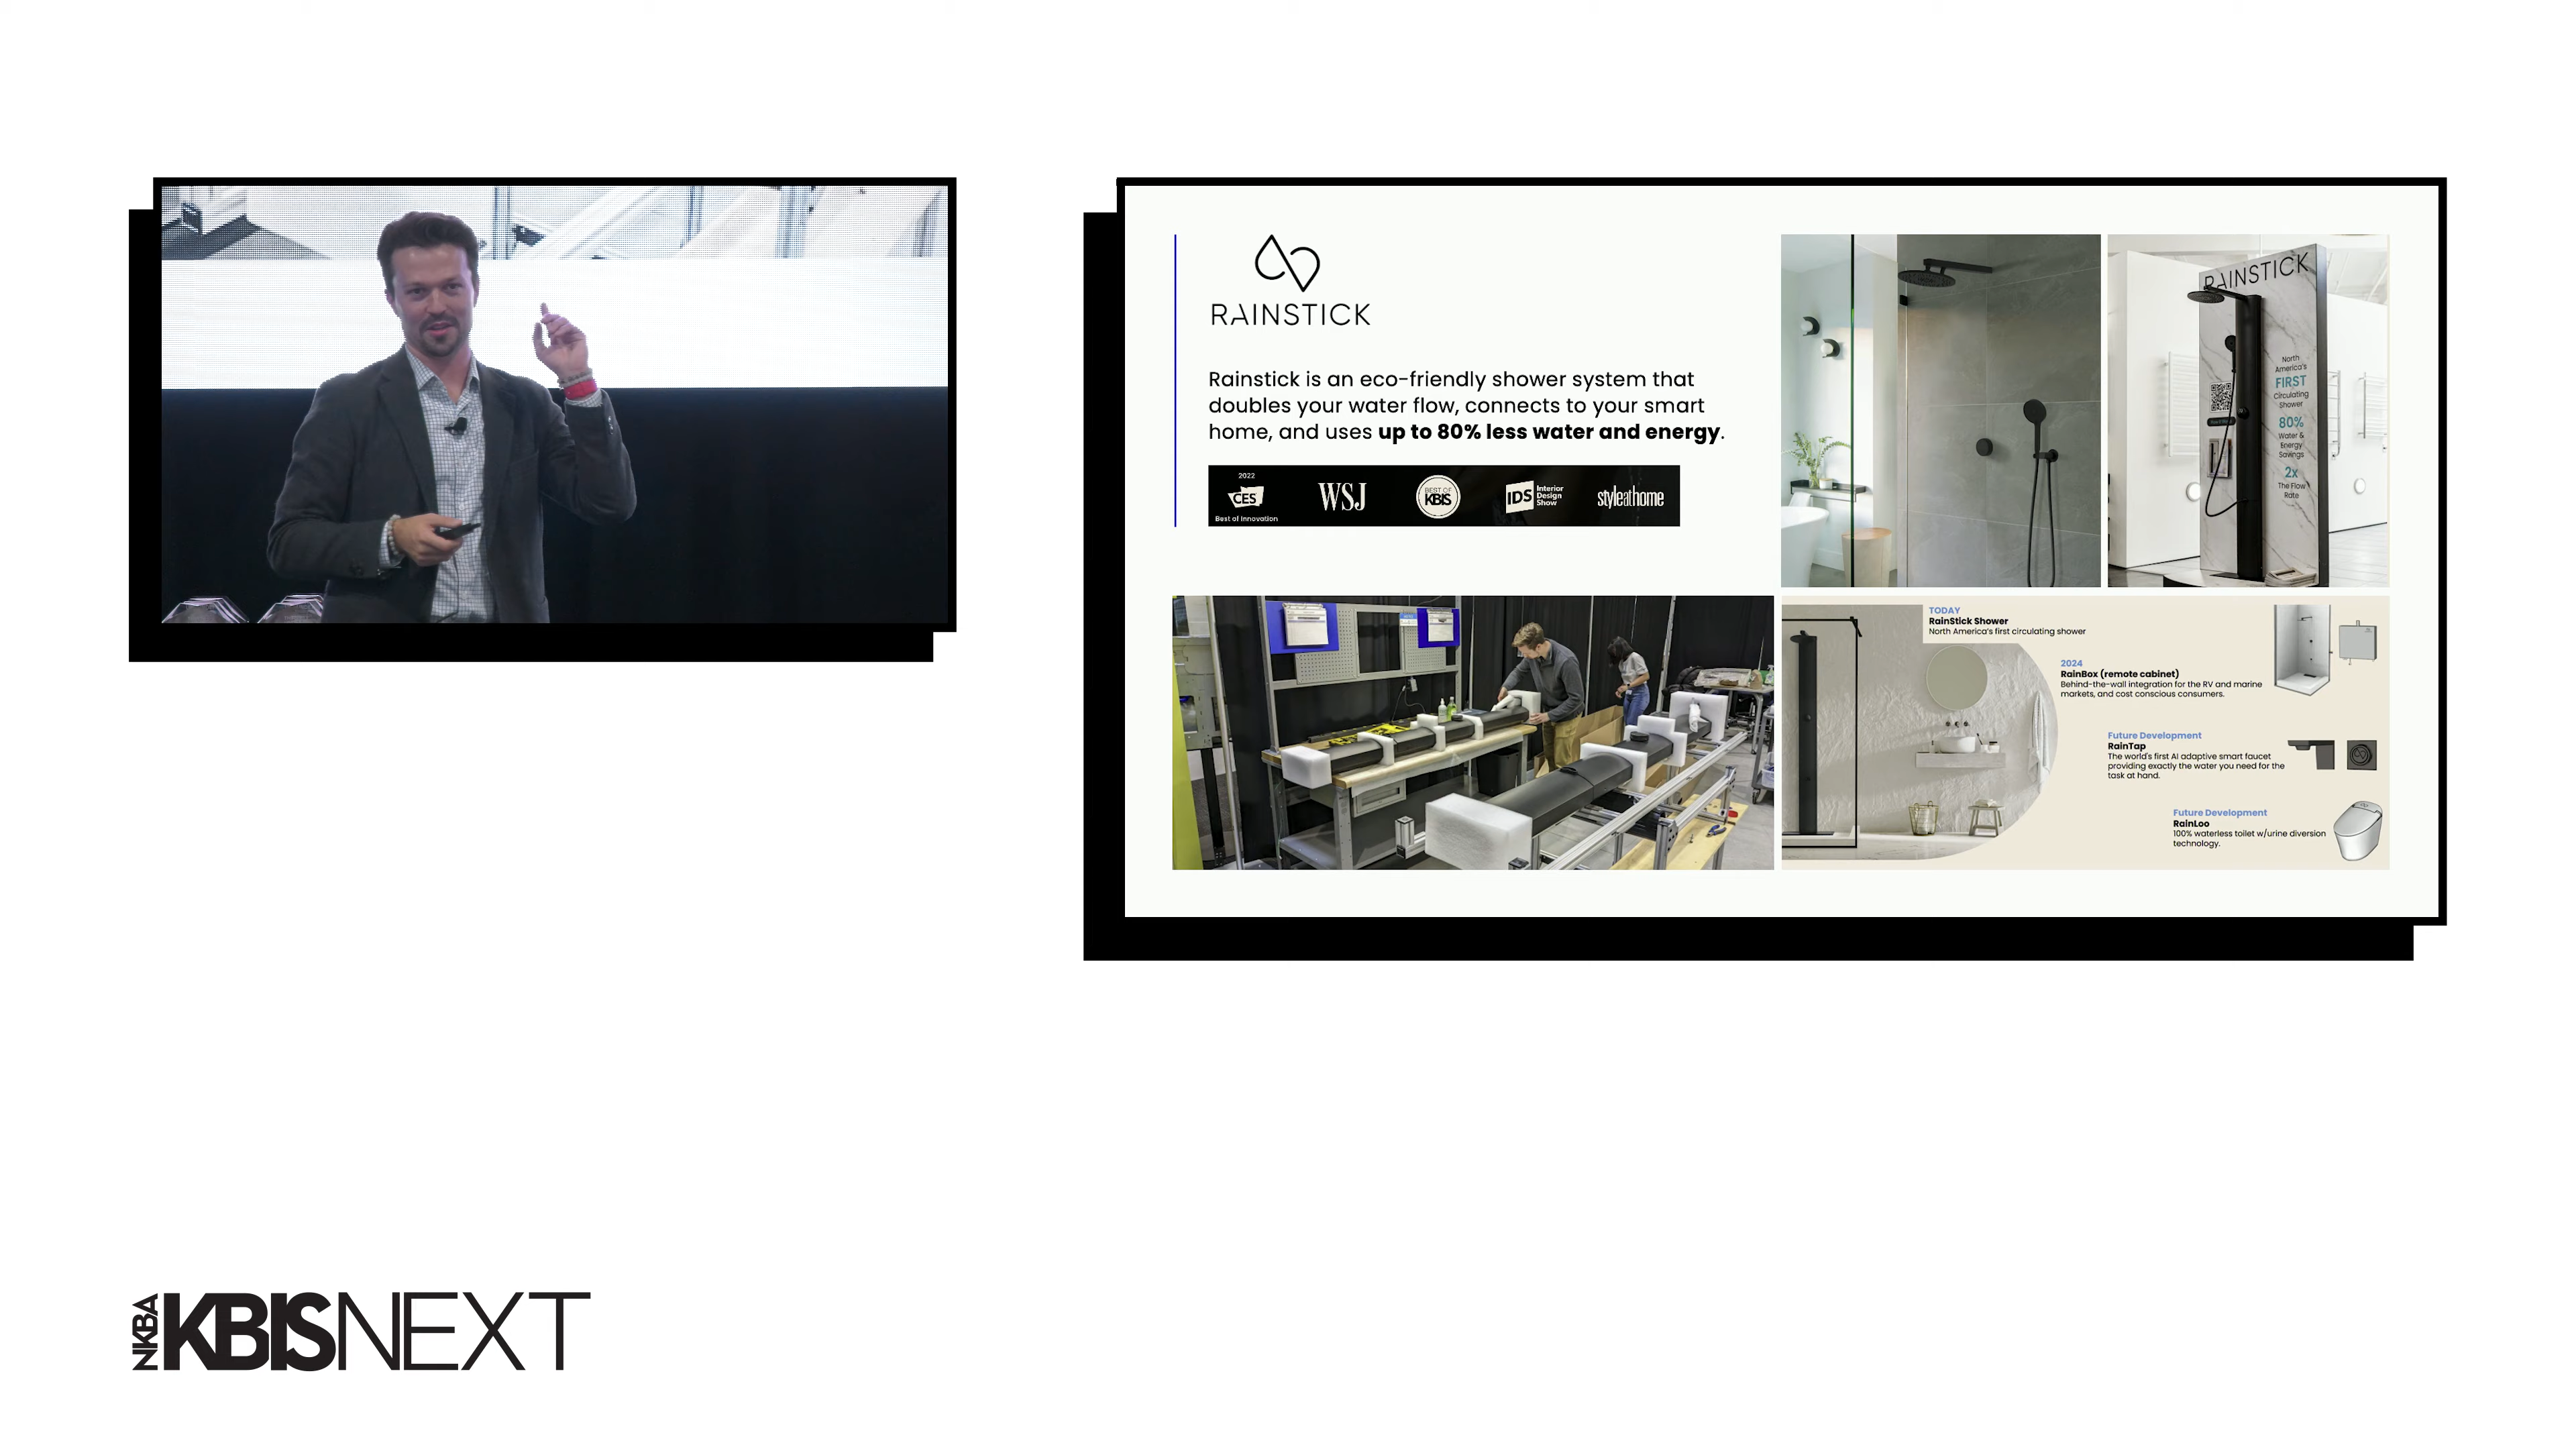 RAINSTICK
Rainstick is an eco-friendly shower system that
doubles your water flow, connects to your smart
home, and uses up to 80% less water and energy.
2022
CES
Best of Innovation
WSJ
BEST OF
KBIS
IDS Interior
Design
Show
styleathome
RAINSTICK
North
America's
FIRST
Circulating
Shower
80%
Water &
Energy
Savings
2x
The Flow
Rate
TODAY
RainStick Shower
North America's first circulating shower
2024
RainBox (remote cabinet)
Behind-the-wall integration for the RV and marine
markets, and cost conscious consumers.
Future Development
RainTap
The world's first AI adaptive smart faucet
providing exactly the water you need for the
task at hand.
Future Development
RainLoo
100% waterless toilet w/urine diversion
technology.
NKBA KBISNEXT